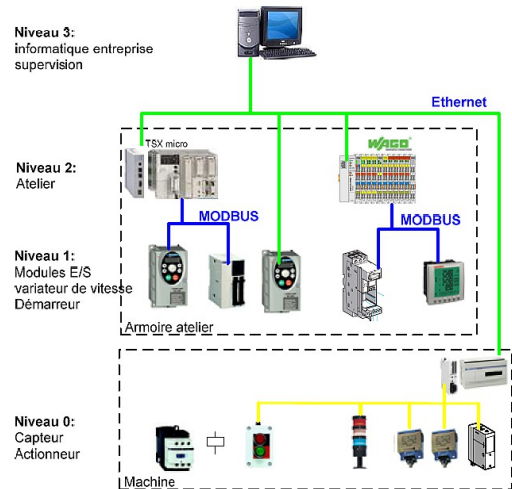 Niveau 3:
informatique entreprise
supervision
Ethernet
TSX micro
WAGO
Niveau 2:
Atelier
MODBUS
MODBUS
Niveau 1:
Modules E/S
variateur de vitesse
Démarreur
Armoire atelier
Niveau 0:
Capteur
Actionneur
Machine